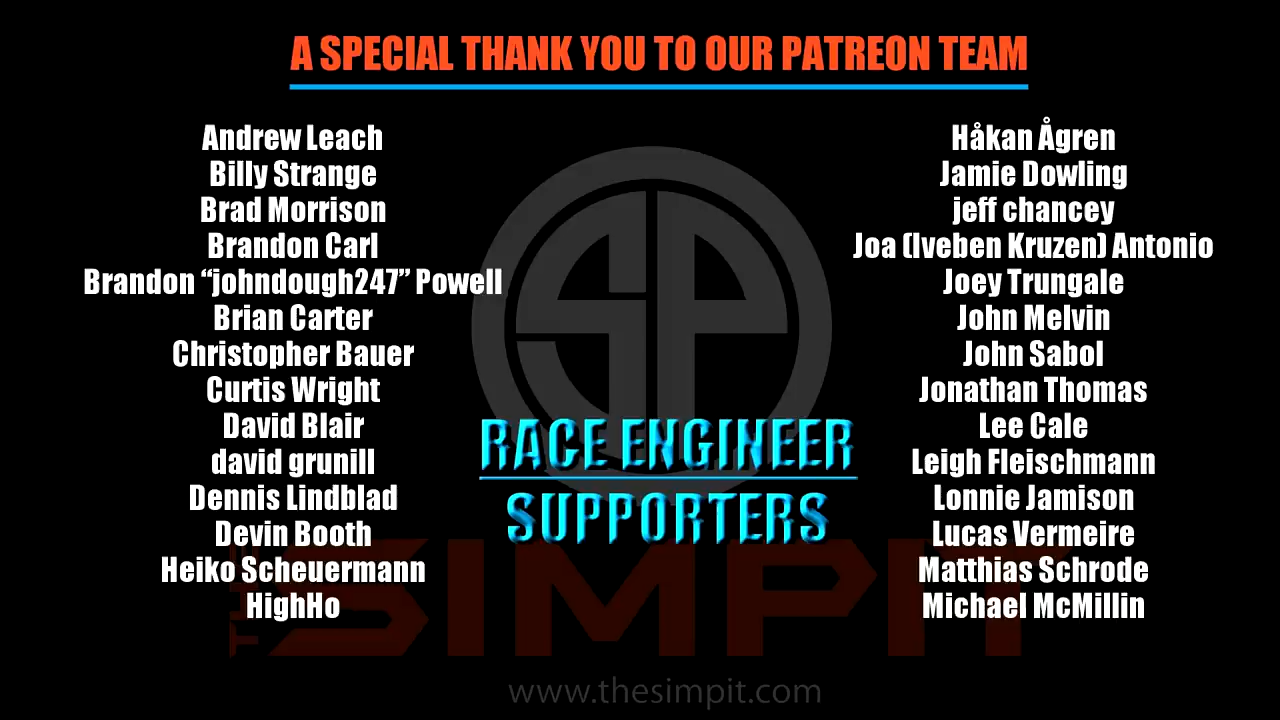 A SPECIAL THANK YOU TO OUR PATREON TEAM
Andrew Leach
Billy Strange
Brad Morrison
Brandon Carl
Brandon “johndough247” Powell
Brian Carter
Christopher Bauer
Curtis Wright
David Blair
david grunill
Dennis Lindblad
Devin Booth
Heiko Scheuermann
HighHo
SP
RACE ENGINEER
SUPPORTERS
Håkan Ågren
Jamie Dowling
jeff chancey
Joa (Iveben Kruzen) Antonio
Joey Trungale
John Melvin
John Sabol
Jonathan Thomas
Lee Cale
Leigh Fleischmann
Lonnie Jamison
Lucas Vermeire
Matthias Schrode
Michael McMillin
THE SIMPIT
www.thesimpit.com